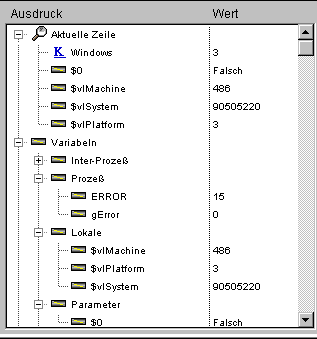 Ausdruck Wert
Aktuelle Zeile
Windows 3
$0 Falsch
$vlMachine 486
$vlSystem 90505220
$vlPlatform 3
Variabeln
Inter-Prozeß
Prozeß
ERROR 15
gError 0
Lokale
$vlMachine 486
$vlPlatform 3
$vlSystem 90505220
Parameter
$0 Falsch